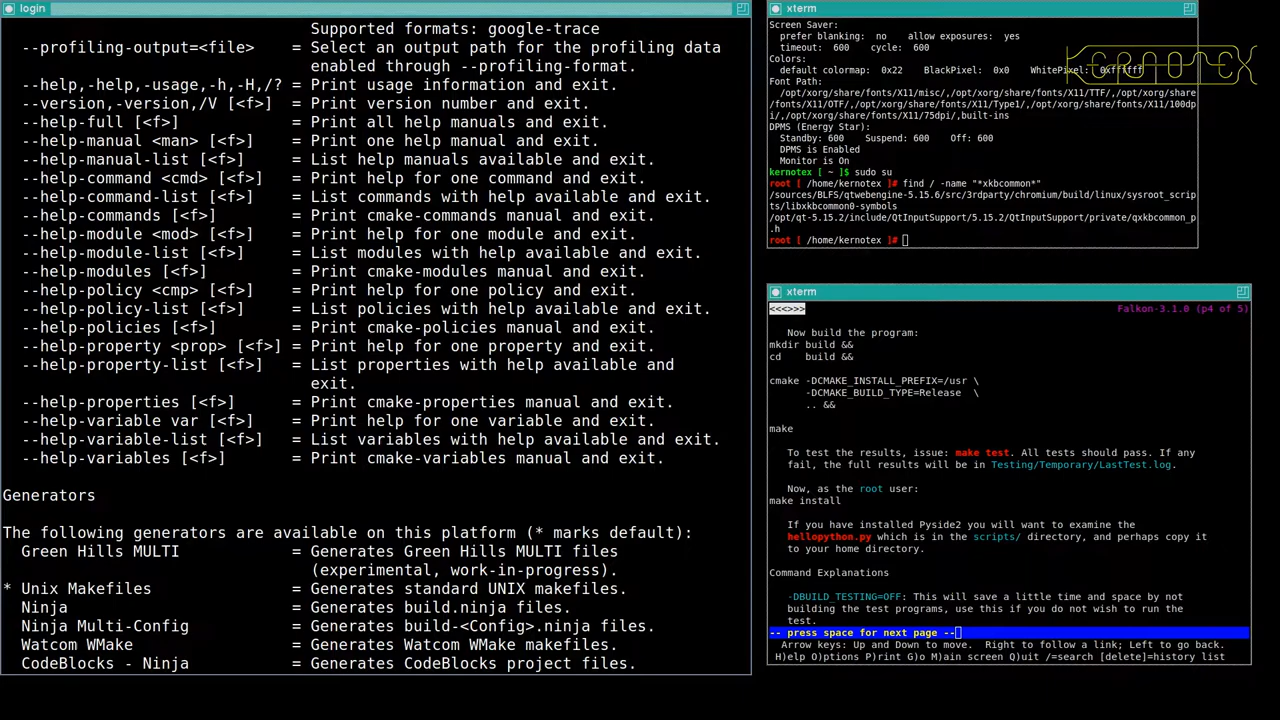 login
Supported formats: google-trace
--profiling-output=<file> = Select an output path for the profiling data
enabled through --profiling-format.
--help,-help,-usage,-h,-H,/? = Print usage information and exit.
--version,-version,/V [<f>] = Print version number and exit.
--help-full [<f>] = Print all help manuals and exit.
--help-manual <man> [<f>] = Print one help manual and exit.
--help-manual-list [<f>] = List help manuals available and exit.
--help-command <cmd> [<f>] = Print help for one command and exit.
--help-command-list [<f>] = List commands with help available and exit.
--help-commands [<f>] = Print cmake-commands manual and exit.
--help-module <mod> [<f>] = Print help for one module and exit.
--help-module-list [<f>] = List modules with help available and exit.
--help-modules [<f>] = Print cmake-modules manual and exit.
--help-policy <cmp> [<f>] = Print help for one policy and exit.
--help-policy-list [<f>] = List policies with help available and exit.
--help-policies [<f>] = Print cmake-policies manual and exit.
--help-property <prop> [<f>] = Print help for one property and exit.
--help-property-list [<f>] = List properties with help available and
exit.
--help-properties [<f>] = Print cmake-properties manual and exit.
--help-variable var [<f>] = Print help for one variable and exit.
--help-variable-list [<f>] = List variables with help available and exit.
--help-variables [<f>] = Print cmake-variables manual and exit.
Generators
The following generators are available on this platform (* marks default):
Green Hills MULTI = Generates Green Hills MULTI files
(experimental, work-in-progress).
* Unix Makefiles = Generates standard UNIX makefiles.
Ninja = Generates build.ninja files.
Ninja Multi-Config = Generates build-<Config>.ninja files.
Watcom WMake = Generates Watcom WMake makefiles.
CodeBlocks - Ninja = Generates CodeBlocks project files.
xterm
Screen Saver:
prefer blanking: no allow exposures: yes
timeout: 600 cycle: 600
Colors:
default colormap: 0x22 BlackPixel: 0x0 WhitePixel: 0xffffff
KERNOTEX
Font Path:
/opt/xorg/share/fonts/X11/misc/,/opt/xorg/share/fonts/X11/TTF/,/opt/xorg/share
/fonts/X11/OTF/,/opt/xorg/share/fonts/X11/Type1/,/opt/xorg/share/fonts/X11/100dp
i/,/opt/xorg/share/fonts/X11/75dpi/,built-ins
DPMS (Energy Star):
Standby: 600 Suspend: 600 Off: 600
DPMS is Enabled
Monitor is On
kernotex [ ~ ]$ sudo su
root [ /home/kernotex ]# find / -name "*xkbcommon*"
/sources/BLFS/qtwebengine-5.15.6/src/3rdparty/chromium/build/linux/sysroot_scrip
ts/libxkbcommon0-symbols
/opt/qt-5.15.2/include/QtInputSupport/5.15.2/QtInputSupport/private/qxkbcommon_p
.h
root [ /home/kernotex ]#
xterm
<<<>>> Falkon-3.1.0 (p4 of 5)
Now build the program:
mkdir build &&
cd build &&
cmake -DCMAKE_INSTALL_PREFIX=/usr \
-DCMAKE_BUILD_TYPE=Release \
.. &&
make
To test the results, issue: make test. All tests should pass. If any
fail, the full results will be in Testing/Temporary/LastTest.log.
Now, as the root user:
make install
If you have installed Pyside2 you will want to examine the
hellopython.py which is in the scripts/ directory, and perhaps copy it
to your home directory.
Command Explanations
-DBUILD_TESTING=OFF: This will save a little time and space by not
building the test programs, use this if you do not wish to run the
test.
-- press space for next page --
Arrow keys: Up and Down to move. Right to follow a link; Left to go back.
H)elp O)ptions P)rint G)o M)ain screen Q)uit /=search [delete]=history list